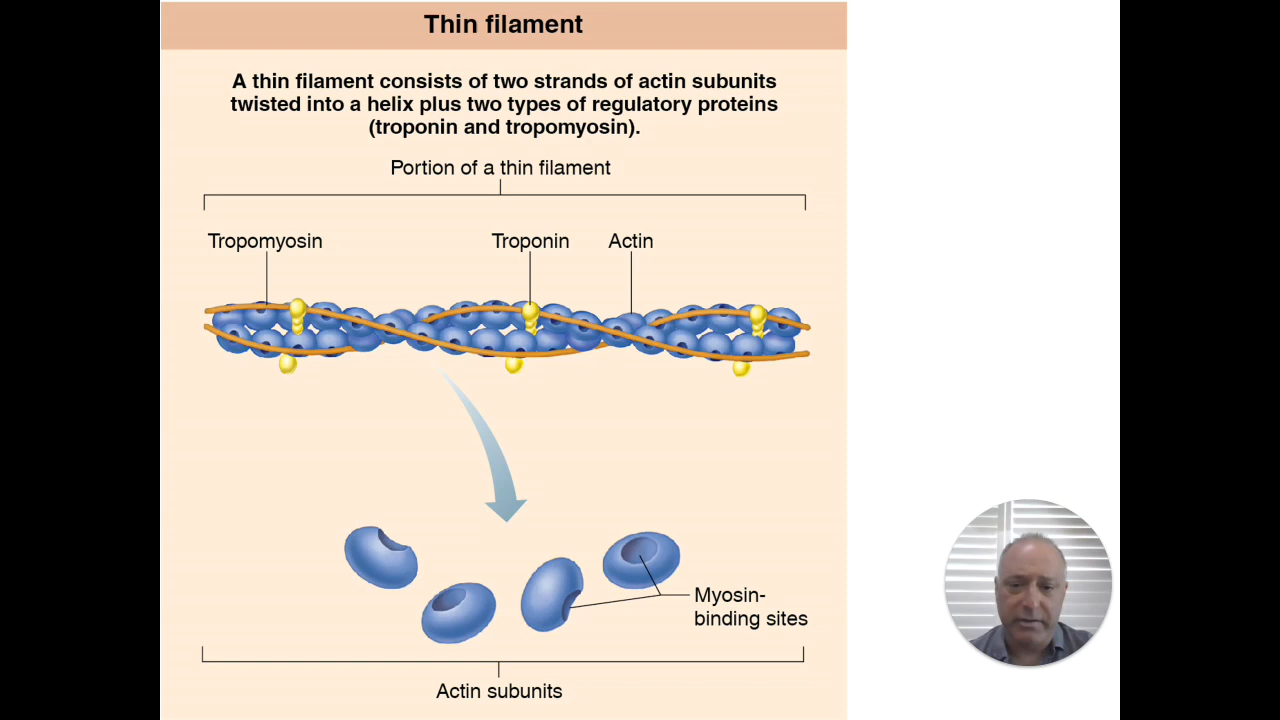 Thin filament
A thin filament consists of two strands of actin subunits
twisted into a helix plus two types of regulatory proteins
(troponin and tropomyosin).
Portion of a thin filament
Tropomyosin
Troponin
Actin
Myosin-
binding sites
Actin subunits